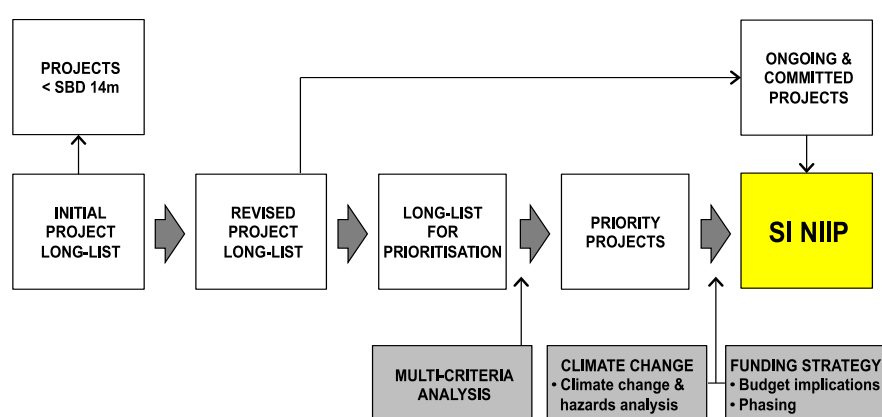 PROJECTS
< SBD 14m
ONGOING &
COMMITTED
PROJECTS
INITIAL
PROJECT
LONG-LIST
REVISED
PROJECT
LONG-LIST
LONG-LIST
FOR
PRIORITISATION
PRIORITY
PROJECTS
SI NIIP
MULTI-CRITERIA
ANALYSIS
CLIMATE CHANGE
• Climate change &
hazards analysis
FUNDING STRATEGY
• Budget implications
• Phasing